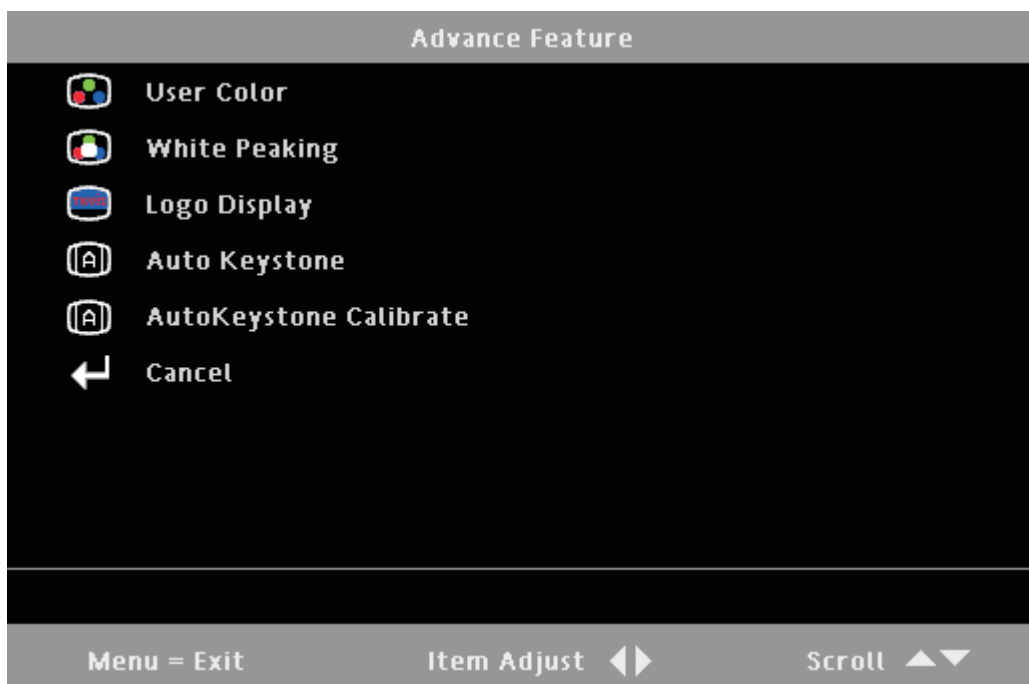 Advance Feature
User Color
White Peaking
Logo Display
Auto Keystone
AutoKeystone Calibrate
Cancel
Menu = Exit Item Adjust Scroll